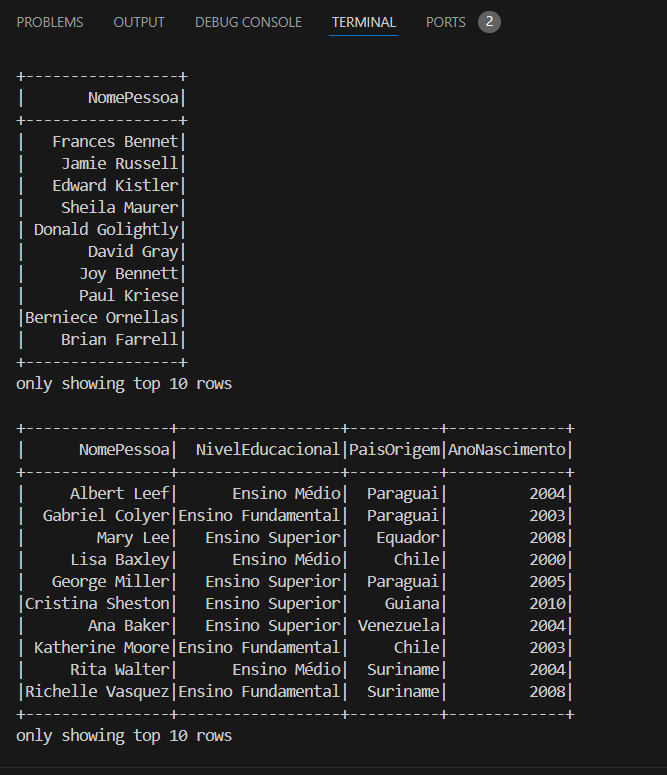 PROBLEMS OUTPUT DEBUG CONSOLE TERMINAL PORTS 2
+-----------------+
|       NomePessoa|
+-----------------+
|   Frances Bennet|
|    Jamie Russell|
|   Edward Kistler|
|    Sheila Maurer|
| Donald Golightly|
|       David Gray|
|      Joy Bennett|
|      Paul Kriese|
|Berniece Ornellas|
|    Brian Farrell|
+-----------------+
only showing top 10 rows
+----------------+------------------+----------+-------------+
|      NomePessoa|  NivelEducacional|PaisOrigem|AnoNascimento|
+----------------+------------------+----------+-------------+
|     Albert Leef|      Ensino Médio|  Paraguai|         2004|
|  Gabriel Colyer|Ensino Fundamental|  Paraguai|         2003|
|        Mary Lee|   Ensino Superior|   Equador|         2008|
|     Lisa Baxley|      Ensino Médio|     Chile|         2000|
|   George Miller|   Ensino Superior|  Paraguai|         2005|
|Cristina Sheston|   Ensino Superior|    Guiana|         2010|
|       Ana Baker|   Ensino Superior| Venezuela|         2004|
| Katherine Moore|Ensino Fundamental|     Chile|         2003|
|     Rita Walter|      Ensino Médio|  Suriname|         2004|
|Richelle Vasquez|Ensino Fundamental|  Suriname|         2008|
+----------------+------------------+----------+-------------+
only showing top 10 rows